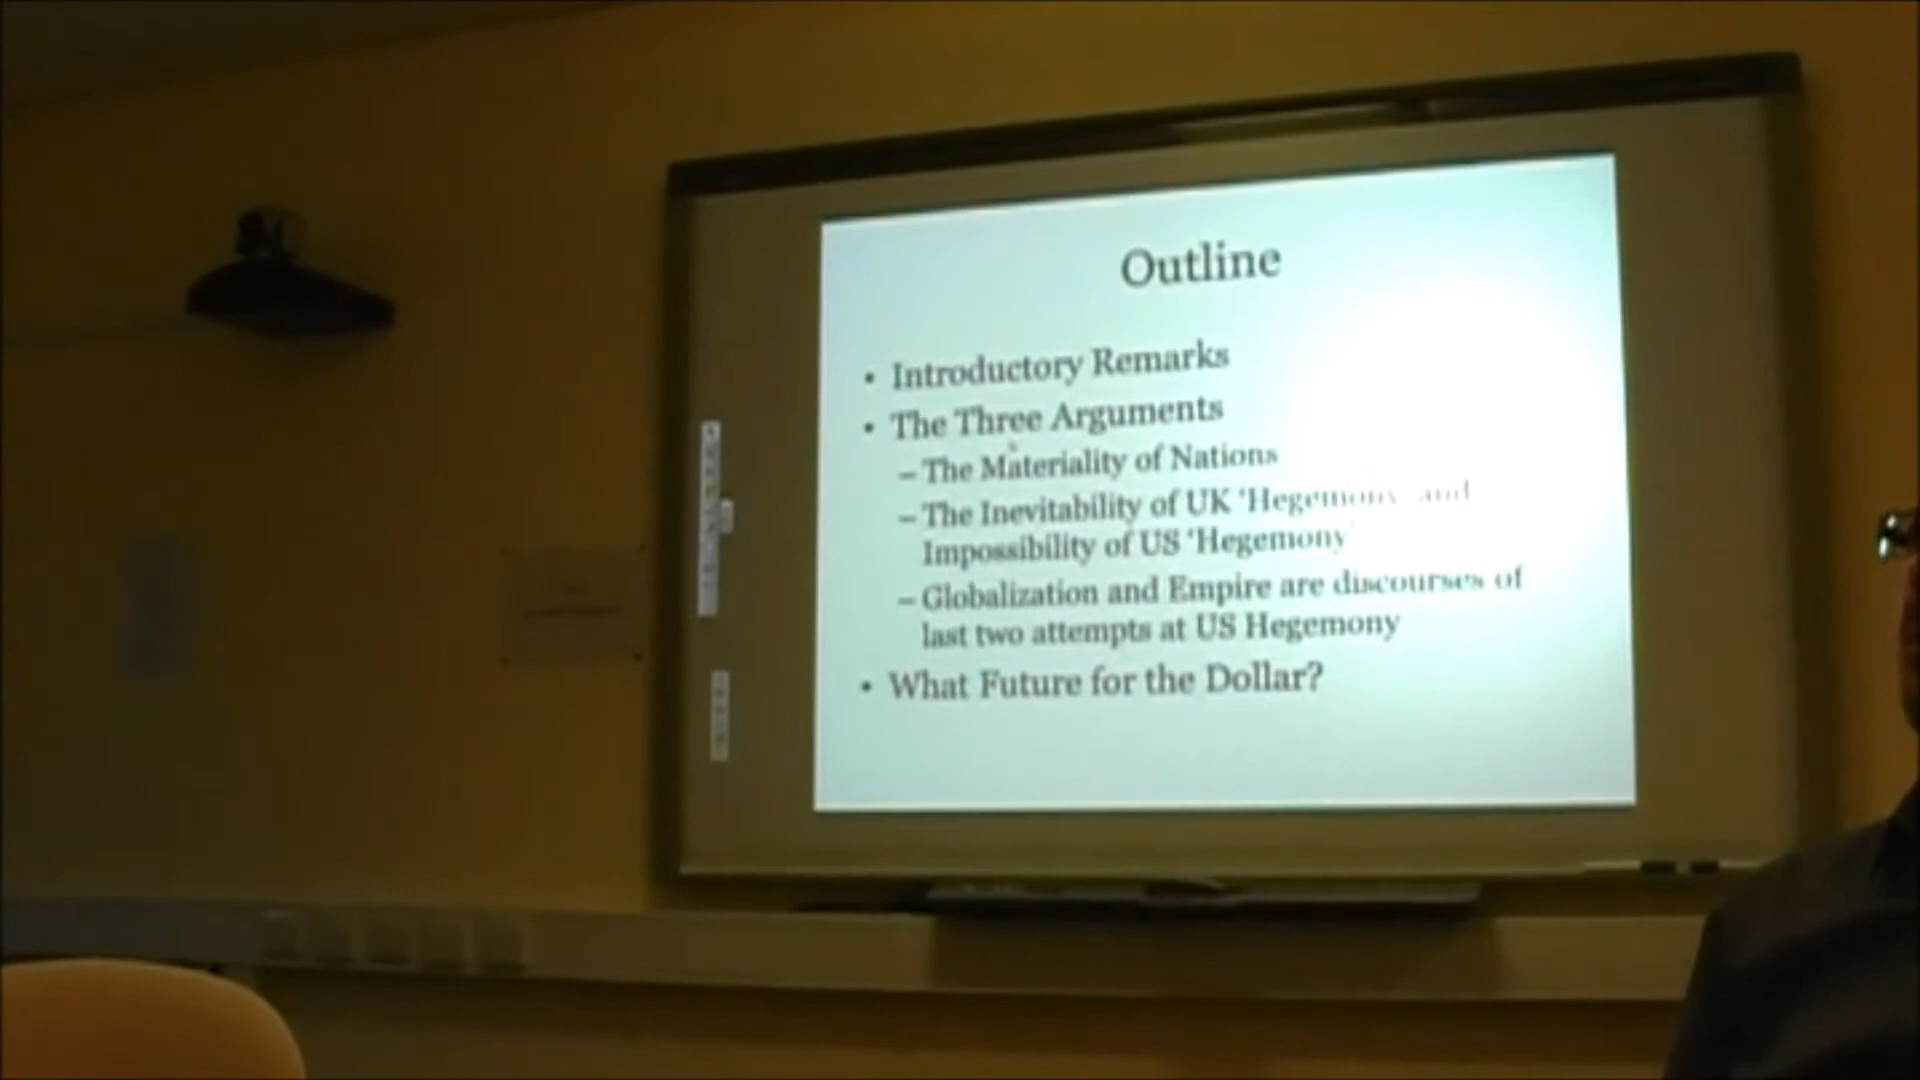 Outline
• Introductory Remarks
• The Three Arguments
– The Materiality of Nations
– The Inevitability of UK ‘Hegemony’ and
Impossibility of US ‘Hegemony’
– Globalization and Empire are discourses of
last two attempts at US Hegemony
• What Future for the Dollar?